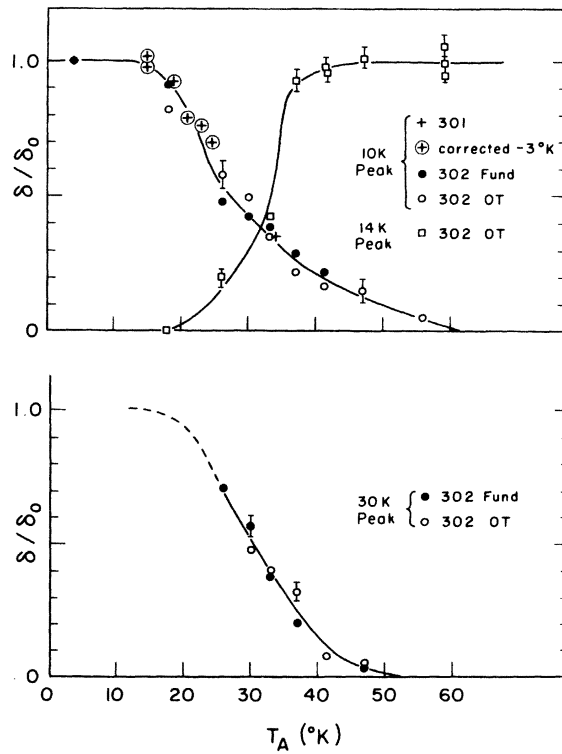 1.0
δ/δ₀
0
10K Peak
+ 301
⊕ corrected -3°K
● 302 Fund
○ 302 OT
14K Peak
□ 302 OT
1.0
δ/δ₀
0
30K Peak
● 302 Fund
○ 302 OT
0 10 20 30 40 50 60
T_A (°K)